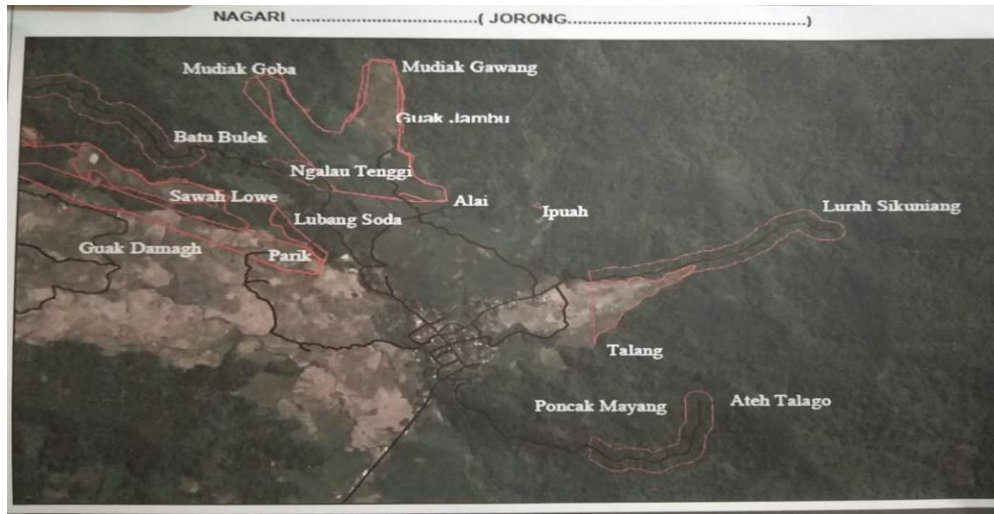 NAGARI ......................................( JORONG.................................................)
Mudiak Goba
Mudiak Gawang
Guak Jambu
Batu Bulek
Ngalau Tenggi
Sawah Lowe
Alai
Ipuah
Lurah Sikuniang
Lubang Soda
Guak Damagh
Parik
Talang
Poncak Mayang
Ateh Talago